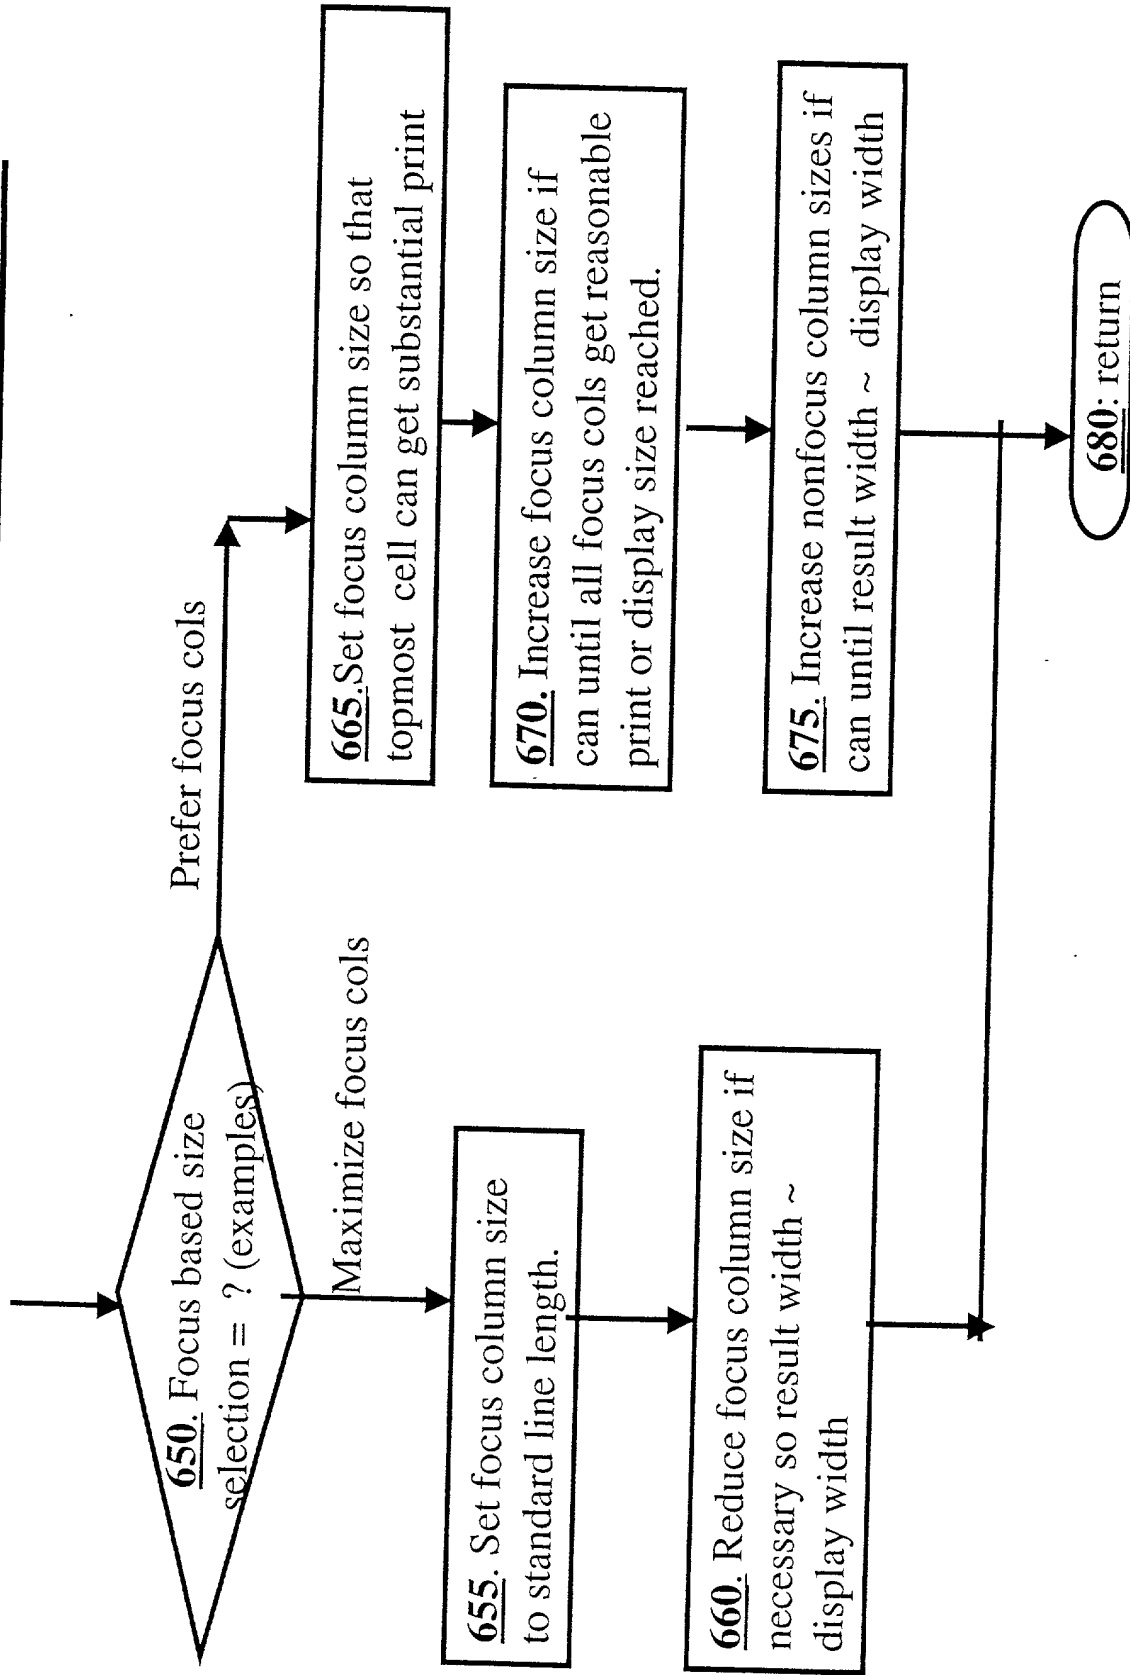 650. Focus based size
selection = ? (examples)
Prefer focus cols
Maximize focus cols
655. Set focus column size
to standard line length.
660. Reduce focus column size if
necessary so result width ~
display width
665.Set focus column size so that
topmost cell can get substantial print
670. Increase focus column size if
can until all focus cols get reasonable
print or display size reached.
675. Increase nonfocus column sizes if
can until result width ~ display width
680: return